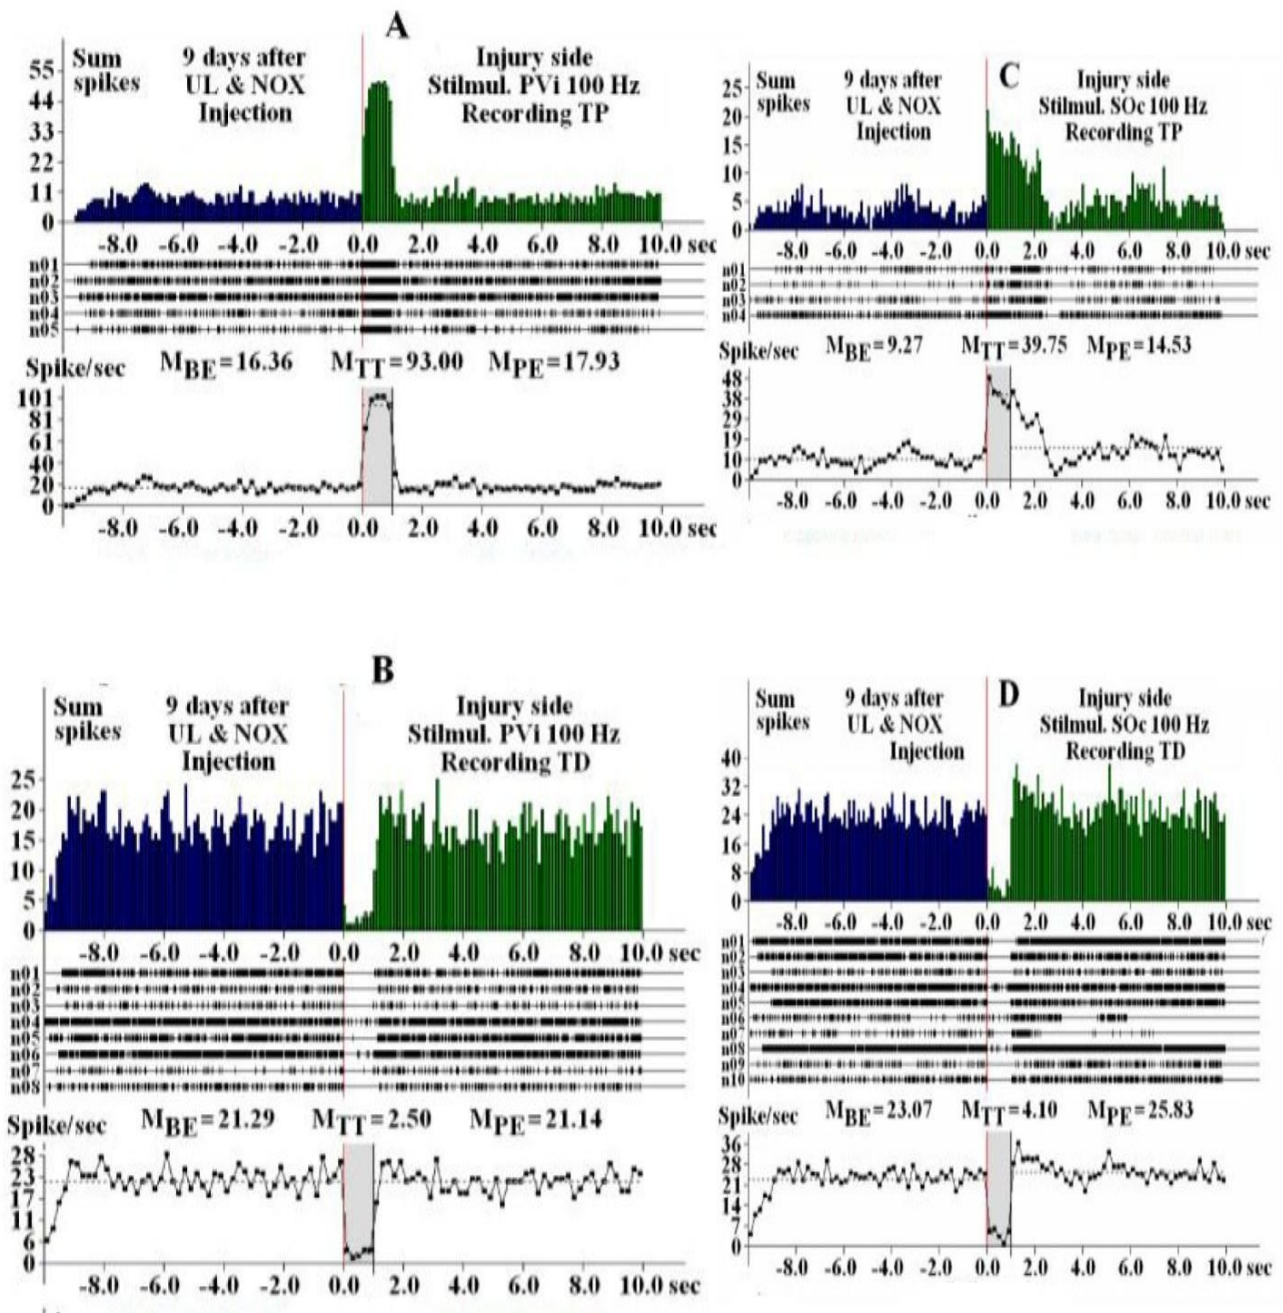 A
Sum spikes
9 days after UL & NOX Injection
Injury side Stilmul. PVi 100 Hz Recording TP
55
44
33
22
11
0
-8.0 -6.0 -4.0 -2.0 0.0 2.0 4.0 6.0 8.0 10.0 sec
n01
n02
n03
n04
n05
Spike/sec MBE=16.36 MTT=93.00 MPE=17.93
101
81
61
40
20
0
-8.0 -6.0 -4.0 -2.0 0.0 2.0 4.0 6.0 8.0 10.0 sec
C
Sum spikes
9 days after UL & NOX Injection
Injury side Stilmul. SOc 100 Hz Recording TP
25
20
15
10
5
0
-8.0 -6.0 -4.0 -2.0 0.0 2.0 4.0 6.0 8.0 10.0 sec
n01
n02
n03
n04
Spike/sec MBE=9.27 MTT=39.75 MPE=14.53
48
38
29
19
10
0
-8.0 -6.0 -4.0 -2.0 0.0 2.0 4.0 6.0 8.0 10.0 sec
B
Sum spikes
9 days after UL & NOX Injection
Injury side Stilmul. PVi 100 Hz Recording TD
25
20
15
10
5
0
-8.0 -6.0 -4.0 -2.0 0.0 2.0 4.0 6.0 8.0 10.0 sec
n01
n02
n03
n04
n05
n06
n07
n08
Spike/sec MBE=21.29 MTT=2.50 MPE=21.14
28
23
17
11
6
0
-8.0 -6.0 -4.0 -2.0 0.0 2.0 4.0 6.0 8.0 10.0 sec
D
Sum spikes
9 days after UL & NOX Injection
Injury side Stilmul. SOc 100 Hz Recording TD
40
32
24
16
8
0
-8.0 -6.0 -4.0 -2.0 0.0 2.0 4.0 6.0 8.0 10.0 sec
n01
n02
n03
n04
n05
n06
n07
n08
n09
n10
Spike/sec MBE=23.07 MTT=4.10 MPE=25.83
36
28
21
14
7
0
-8.0 -6.0 -4.0 -2.0 0.0 2.0 4.0 6.0 8.0 10.0 sec